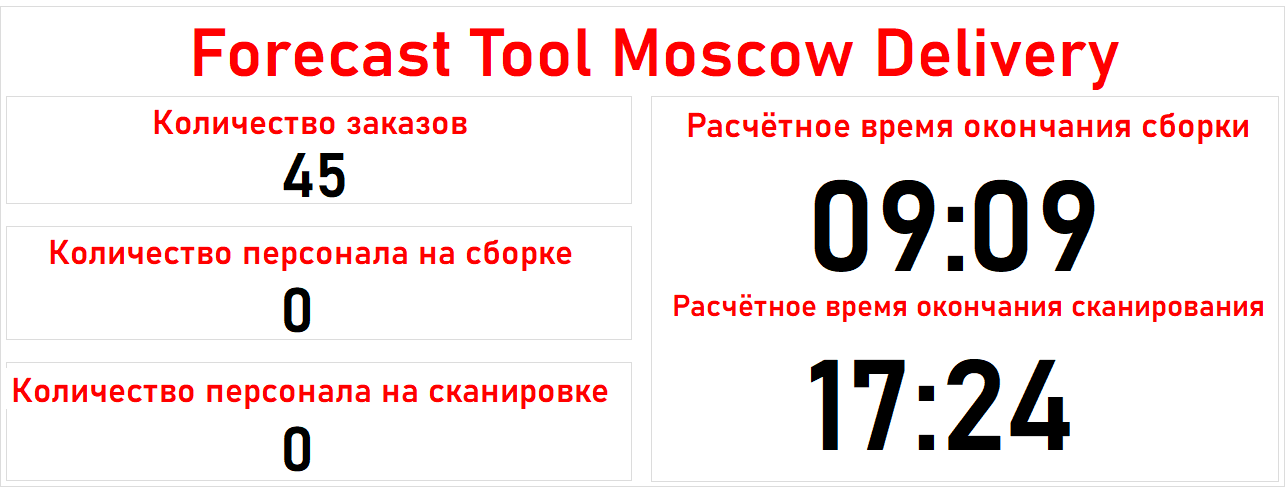 Forecast Tool Moscow Delivery
Количество заказов
45
Количество персонала на сборке
0
Количество персонала на сканировке
0
Расчётное время окончания сборки
09:09
Расчётное время окончания сканирования
17:24